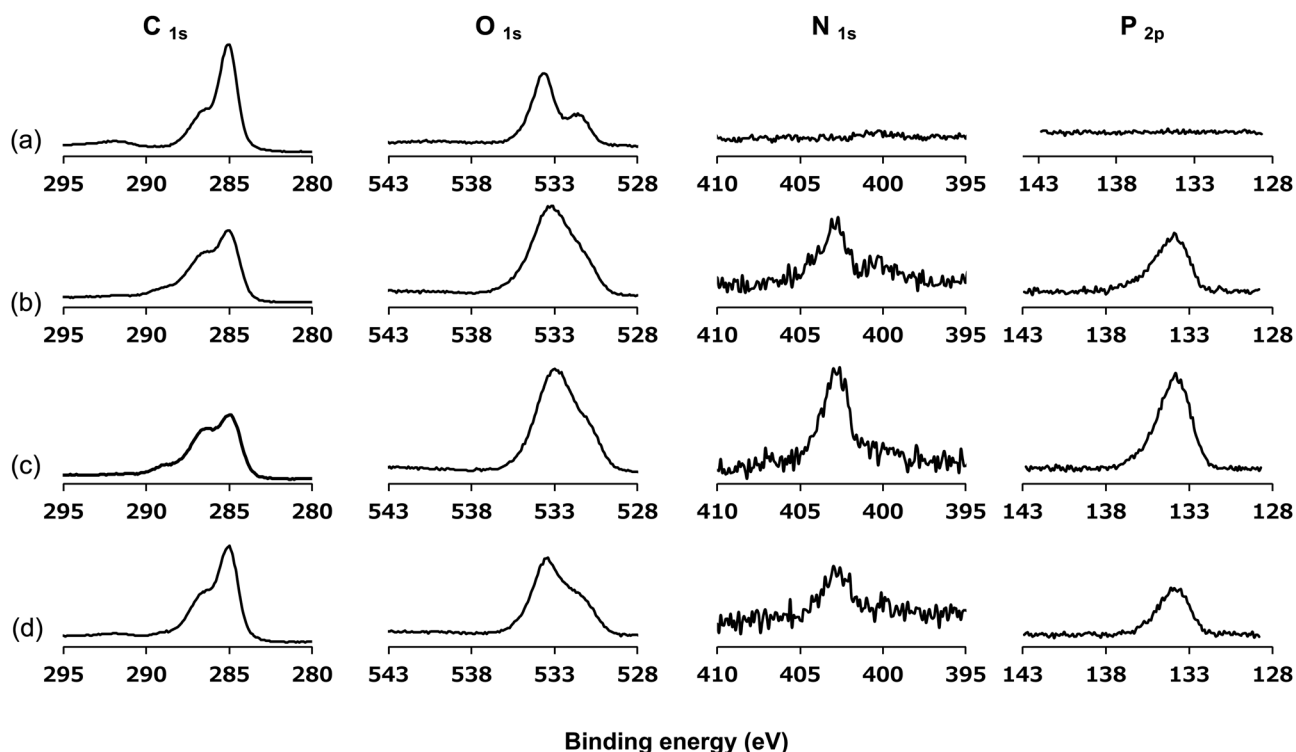 C 1s O 1s N 1s P 2p
(a)
295 290 285 280 543 538 533 528 410 405 400 395 143 138 133 128
(b)
295 290 285 280 543 538 533 528 410 405 400 395 143 138 133 128
(c)
295 290 285 280 543 538 533 528 410 405 400 395 143 138 133 128
(d)
295 290 285 280 543 538 533 528 410 405 400 395 143 138 133 128
Binding energy (eV)